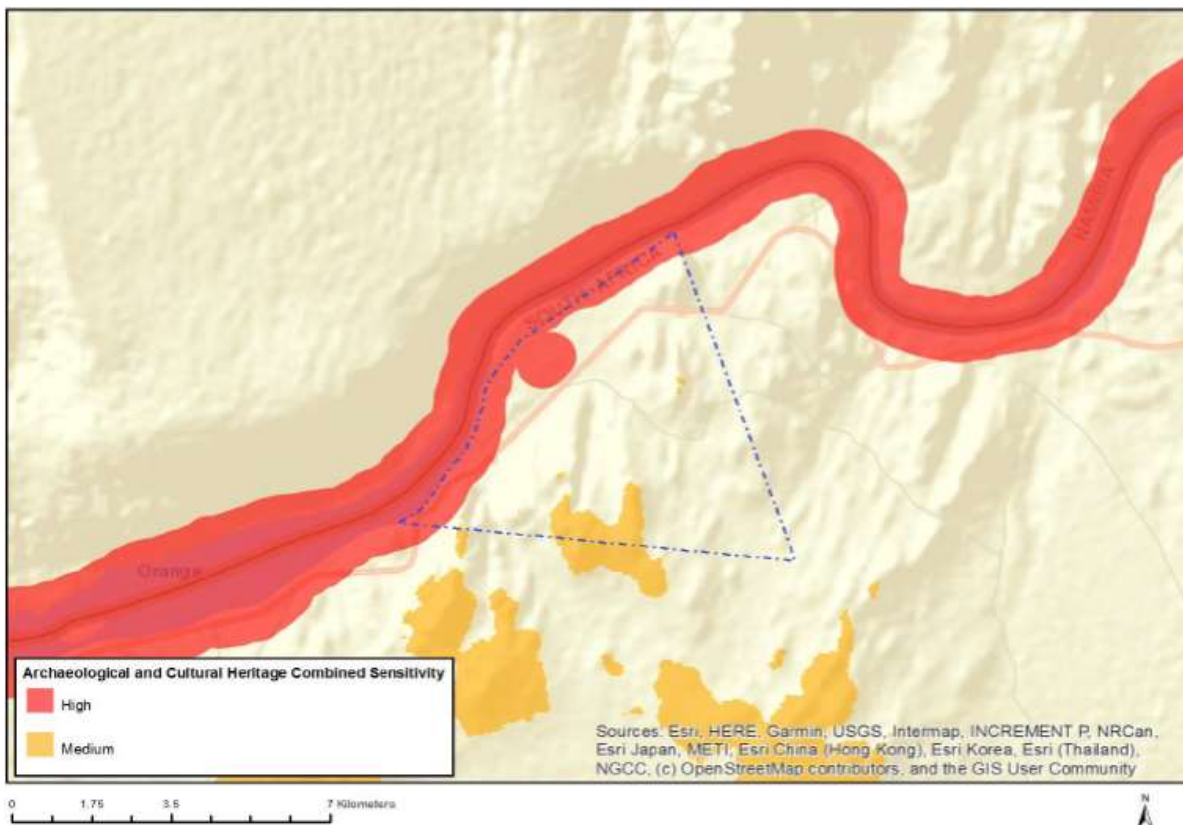 NAMIBIA
SOUTH AFRICA
Orange
Archaeological and Cultural Heritage Combined Sensitivity
High
Medium
Sources: Esri, HERE, Garmin, USGS, Intermap, INCREMENT P, NRCan,
Esri Japan, METI, Esri China (Hong Kong), Esri Korea, Esri (Thailand),
NGCC, (c) OpenStreetMap contributors, and the GIS User Community
0 1.75 3.5 7 Kilometers
N